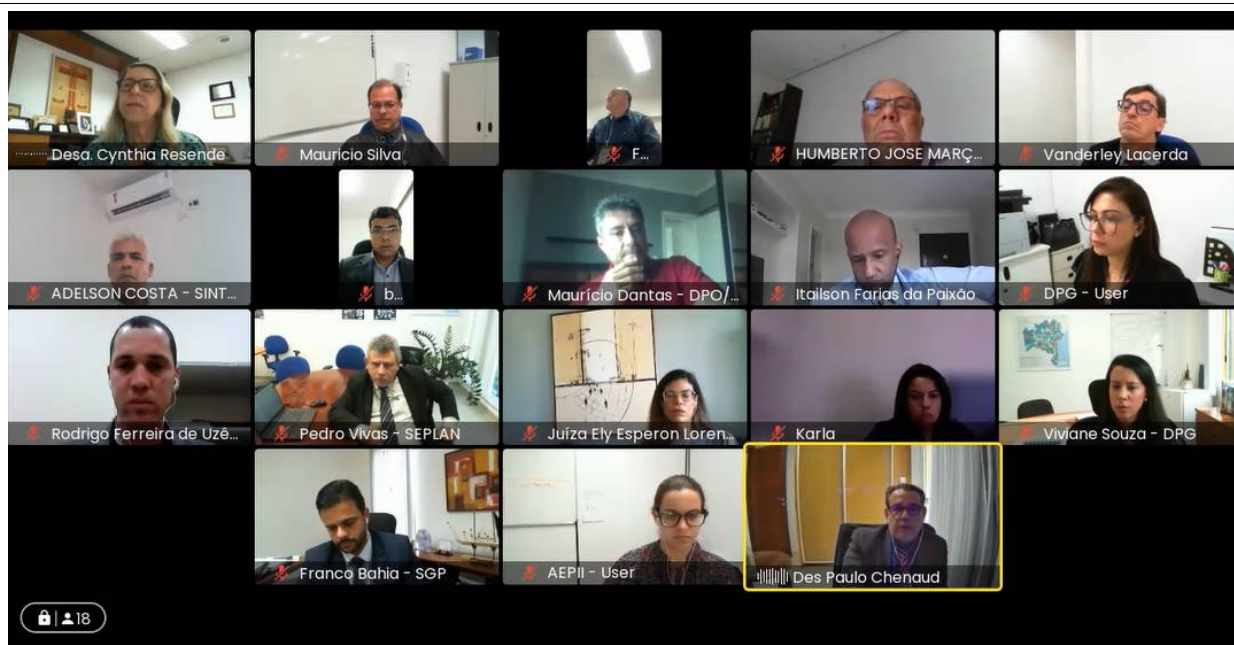 Desa. Cynthia Resende
Mauricio Silva
F...
HUMBERTO JOSE MARÇ...
Vanderley Lacerda
ADELSON COSTA - SINT...
b...
Maurício Dantas - DPO/...
Itailson Farias da Paixão
DPG - User
Rodrigo Ferreira de Uzê...
Pedro Vivas - SEPLAN
Juíza Ely Esperon Loren...
Karla
Viviane Souza - DPG
Franco Bahia - SGP
AEPII - User
Des Paulo Chenaud
18